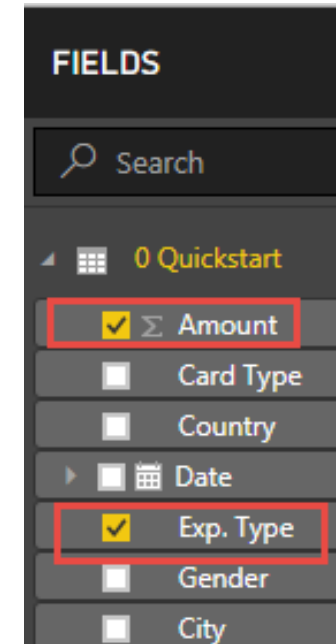 FIELDS
Search
0 Quickstart
Σ Amount
Card Type
Country
Date
Exp. Type
Gender
City